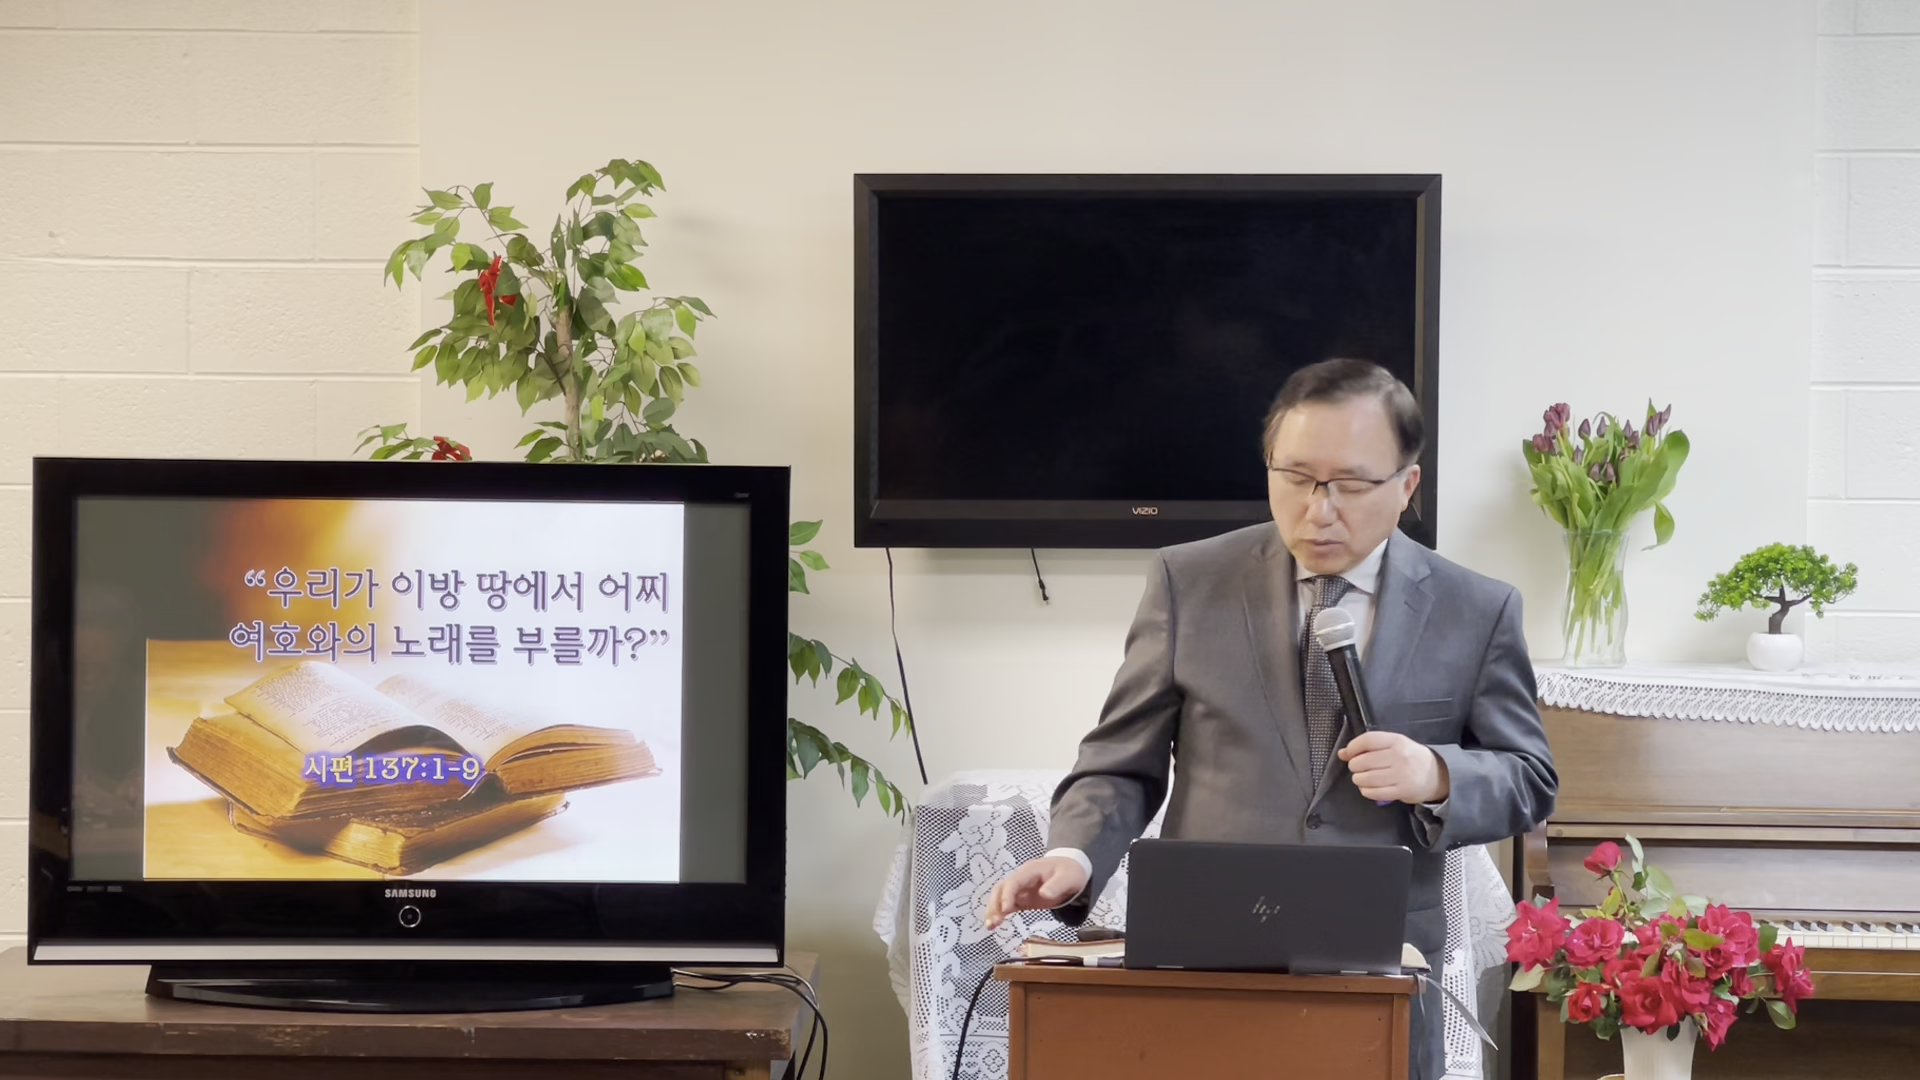 “우리가 이방 땅에서 어찌
여호와의 노래를 부를까?”
시편 137:1-9
SAMSUNG
VIZIO
hp